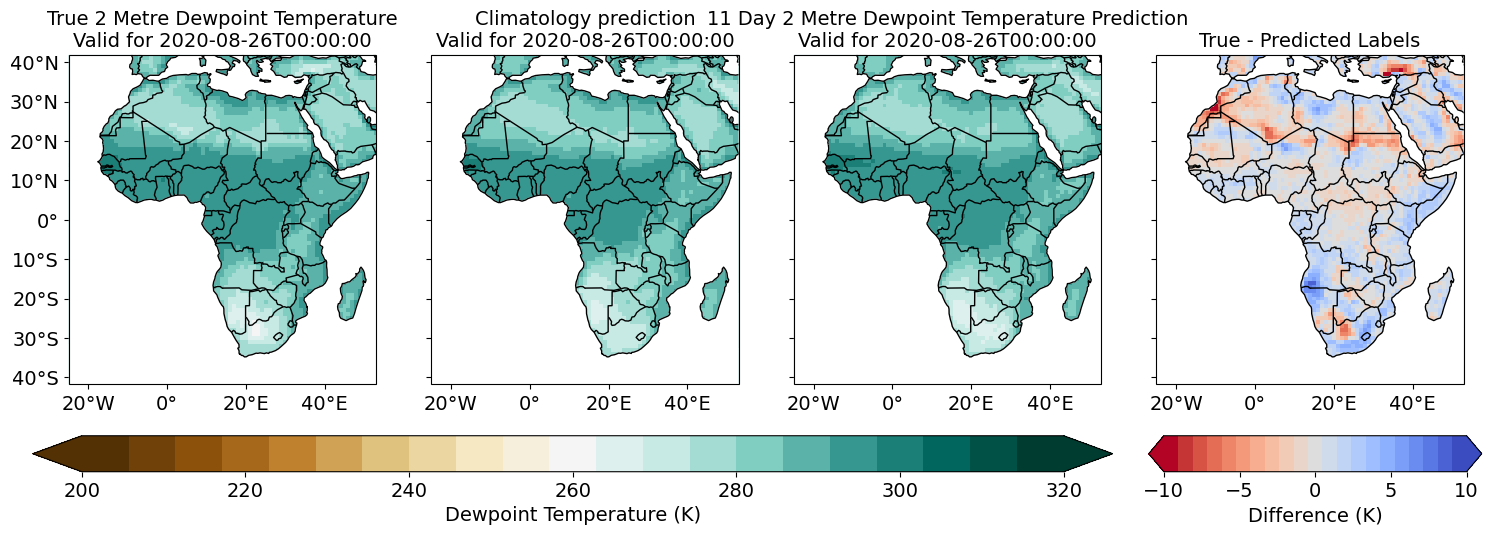 True 2 Metre Dewpoint Temperature
Valid for 2020-08-26T00:00:00
Climatology prediction  11 Day 2 Metre Dewpoint Temperature Prediction
Valid for 2020-08-26T00:00:00
Valid for 2020-08-26T00:00:00
True - Predicted Labels
40°N
30°N
20°N
10°N
0°
10°S
20°S
30°S
40°S
20°W 0° 20°E 40°E
20°W 0° 20°E 40°E
20°W 0° 20°E 40°E
20°W 0° 20°E 40°E
200 220 240 260 280 300 320
Dewpoint Temperature (K)
−10 −5 0 5 10
Difference (K)